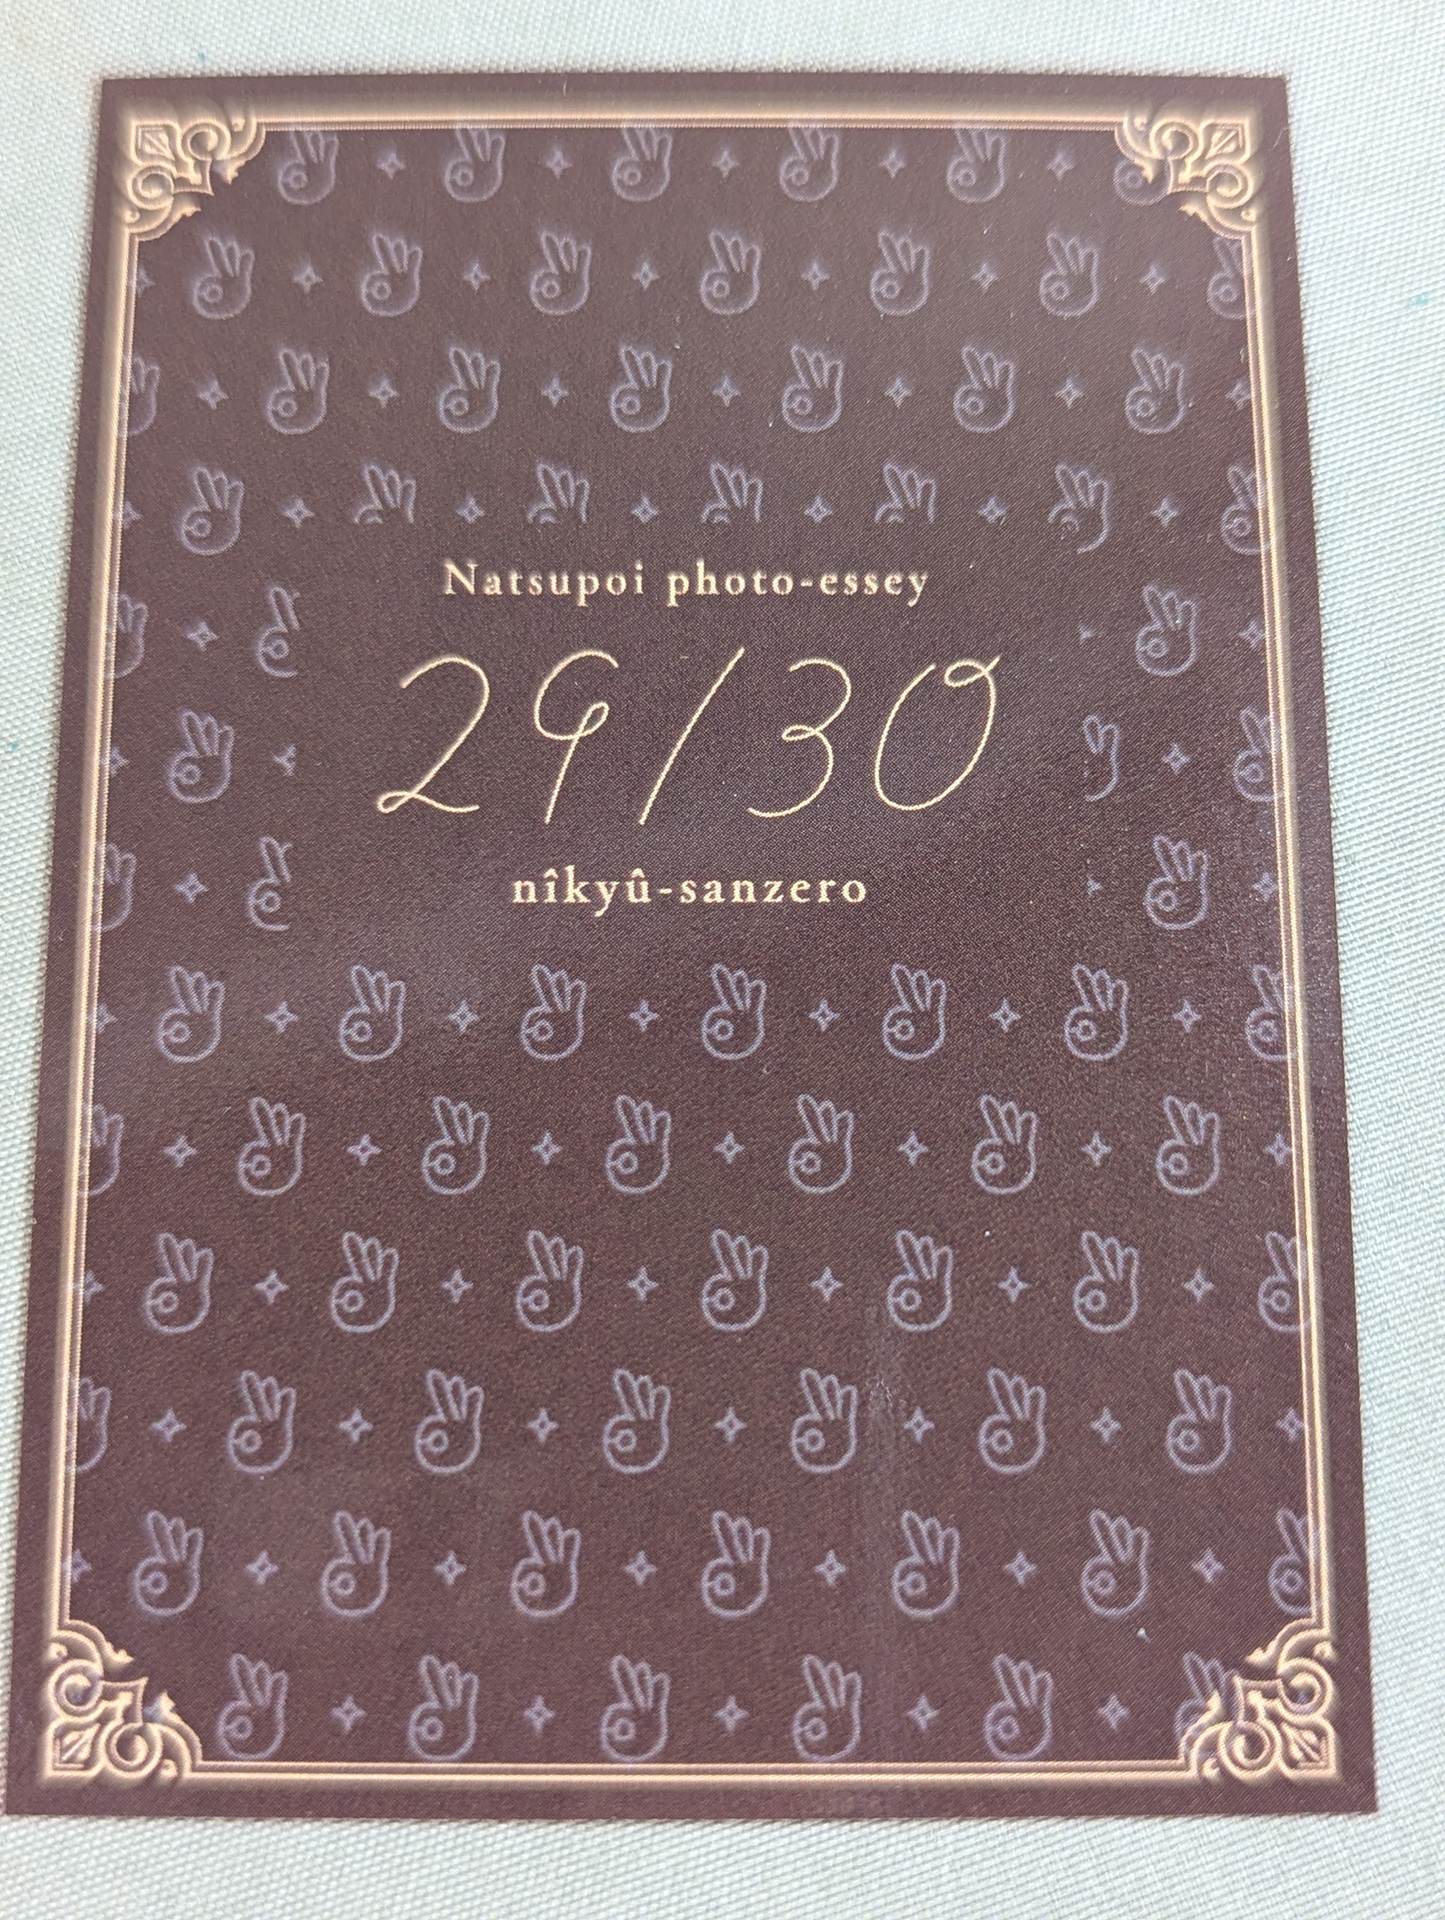 Natsupoi photo-essey
29/30
nîkyû-sanzero